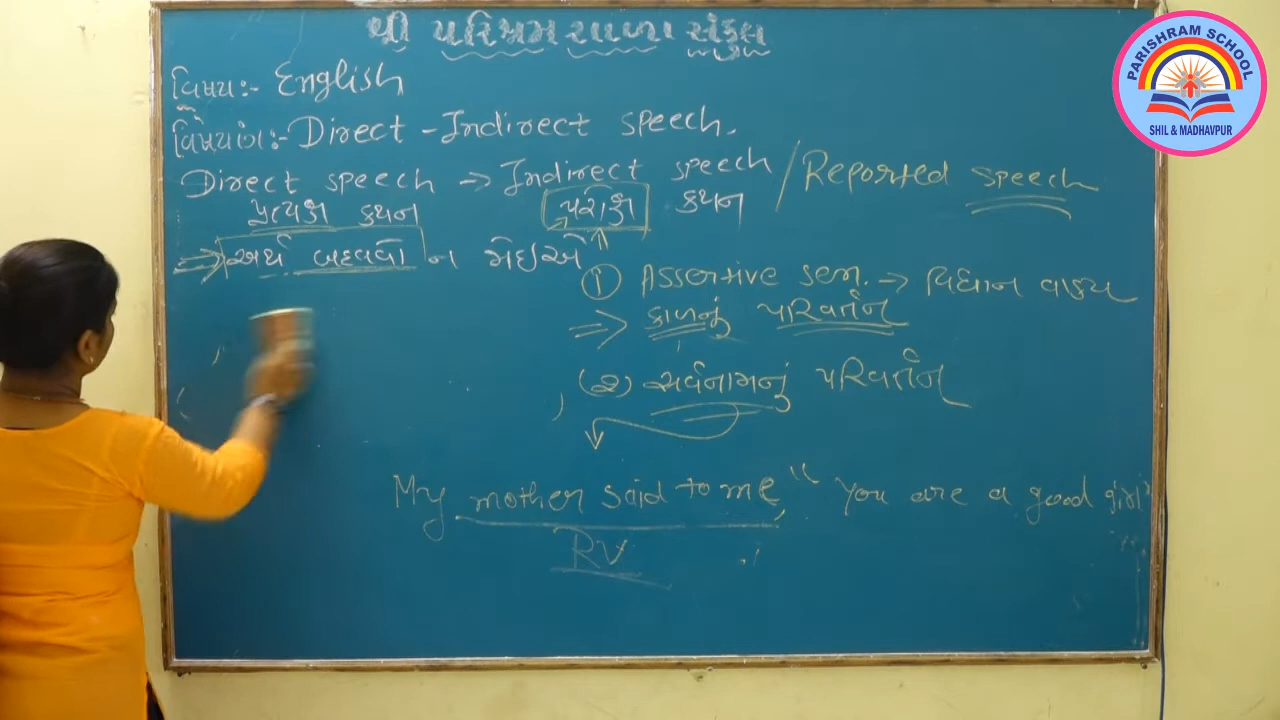 શ્રી પરિશ્રમ શાળા સંકુલ
વિષય:- English
વિષયાંગ:- Direct - Indirect speech.
Direct speech → Indirect speech / Reported speech
પ્રત્યક્ષ કથન પરોક્ષ કથન
⇒ અર્થ બદલવો ન જોઇએ
① Assertive sen. → વિધાન વાક્ય
⇒ કાળનું પરિવર્તન
(૨) સર્વનામનું પરિવર્તન
My mother said to me, "You are a good girl"
RV
PARISHRAM SCHOOL
SHIL & MADHAVPUR